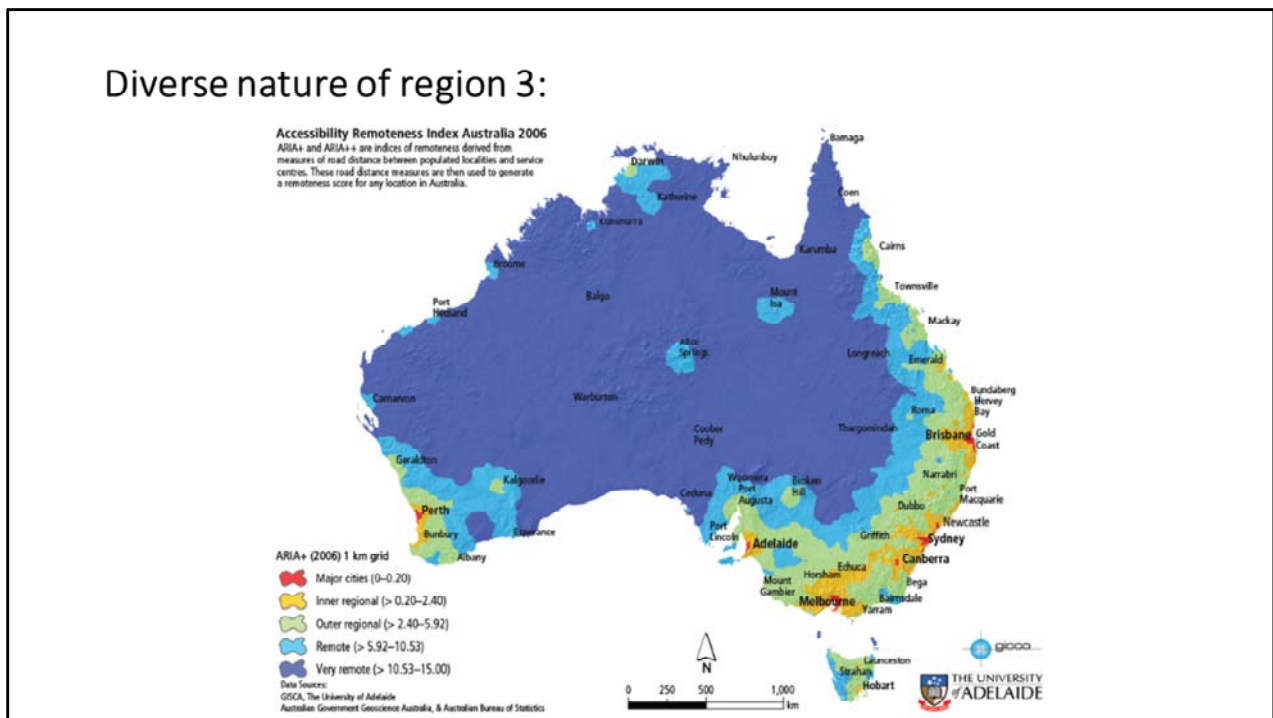 Diverse nature of region 3:
Accessibility Remoteness Index Australia 2006
ARIA+ and ARIA++ are indices of remoteness derived from
measures of road distance between populated localities and service
centres. These road distance measures are then used to generate
a remoteness score for any location in Australia.
Bamaga
Nhulunbuy
Darwin
Katherine
Coen
Kununurra
Karumba
Cairns
Broome
Balgo
Mount
Isa
Townsville
Port
Hedland
Mackay
Alice
Springs
Longreach
Emerald
Carnarvon
Warburton
Bundaberg
Hervey
Bay
Roma
Coober
Pedy
Thargomindah
Brisbane
Gold
Coast
Geraldton
Kalgoorlie
Woomera
Broken
Hill
Narrabri
Ceduna
Port
Augusta
Port
Macquarie
Perth
Dubbo
Port
Lincoln
Newcastle
Bunbury
Esperance
Griffith
Sydney
Adelaide
Albany
Canberra
Echuca
Horsham
Mount
Gambier
Bega
Bairnsdale
Melbourne
Yarram
Launceston
Strahan
Hobart
ARIA+ (2006) 1 km grid
Major cities (0–0.20)
Inner regional (> 0.20–2.40)
Outer regional (> 2.40–5.92)
Remote (> 5.92–10.53)
Very remote (> 10.53–15.00)
Data Sources:
GISCA, The University of Adelaide
Australian Government Geoscience Australia, & Australian Bureau of Statistics
N
0 250 500 1,000
km
gisca
THE UNIVERSITY
of ADELAIDE